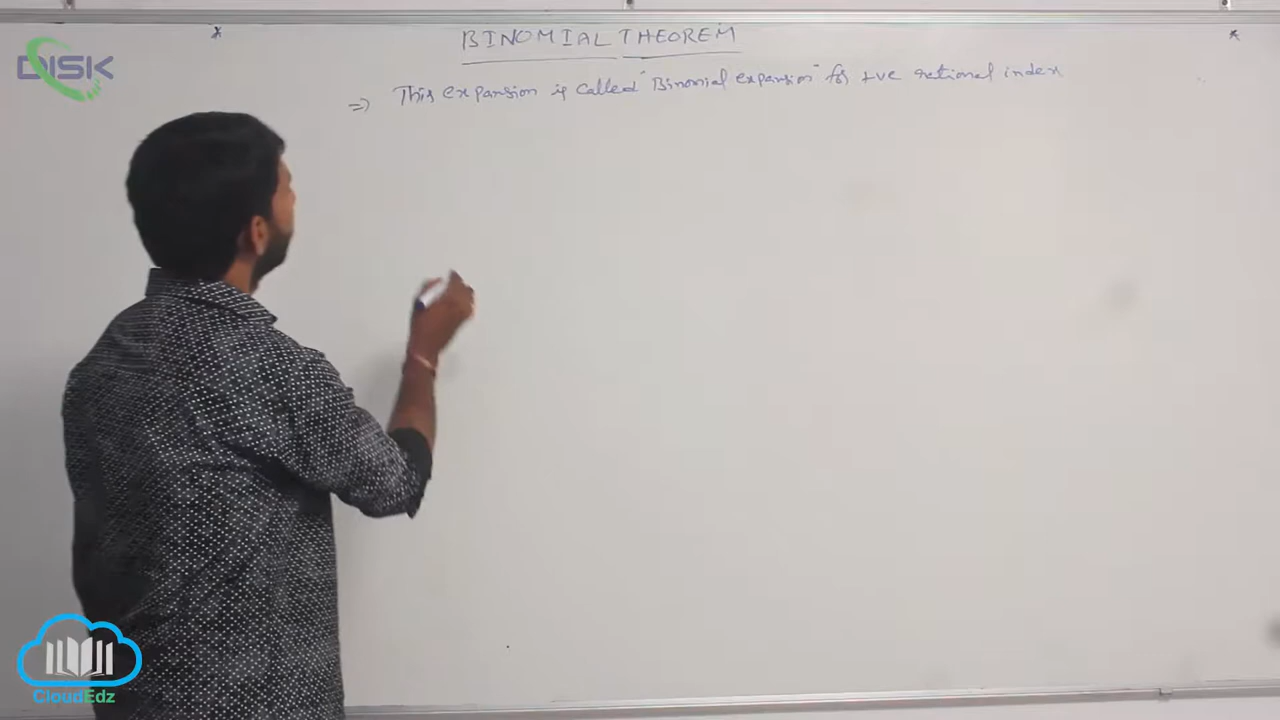 BINOMIAL THEOREM
=) This expansion is called "Binomial expansion" for +ve rational index
DISK
CloudEdz